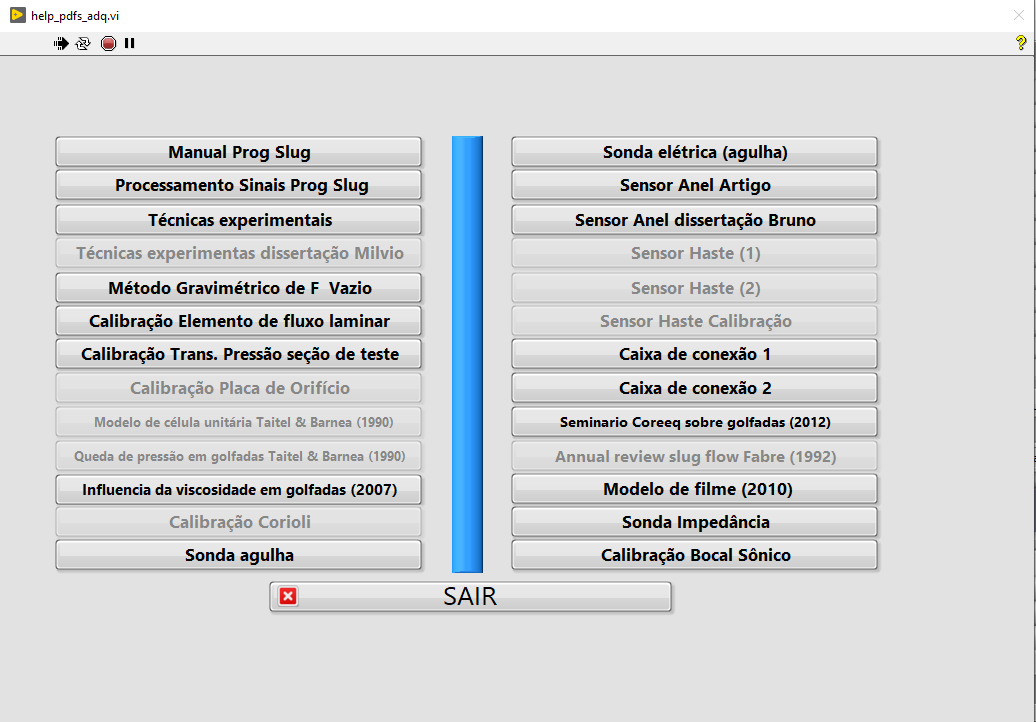 help_pdfs_adq.vi
Manual Prog Slug
Processamento Sinais Prog Slug
Técnicas experimentais
Técnicas experimentas dissertação Milvio
Método Gravimétrico de F  Vazio
Calibração Elemento de fluxo laminar
Calibração Trans. Pressão seção de teste
Calibração Placa de Orifício
Modelo de célula unitária Taitel & Barnea (1990)
Queda de pressão em golfadas Taitel & Barnea (1990)
Influencia da viscosidade em golfadas (2007)
Calibração Corioli
Sonda agulha
Sonda elétrica (agulha)
Sensor Anel Artigo
Sensor Anel dissertação Bruno
Sensor Haste (1)
Sensor Haste (2)
Sensor Haste Calibração
Caixa de conexão 1
Caixa de conexão 2
Seminario Coreeq sobre golfadas (2012)
Annual review slug flow Fabre (1992)
Modelo de filme (2010)
Sonda Impedância
Calibração Bocal Sônico
SAIR